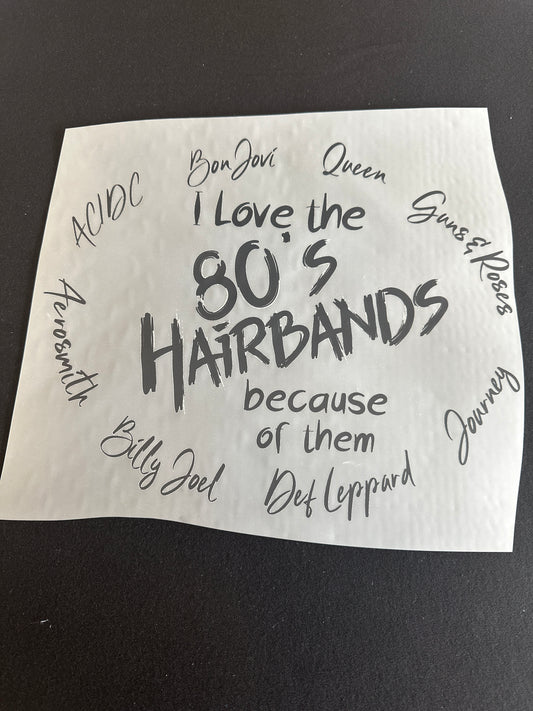 Bon Jovi
Queen
AC/DC
Guns & Roses
I Love the
80's
HAiRBANDS
because
of them
Aerosmith
Journey
Billy Joel
Def Leppard